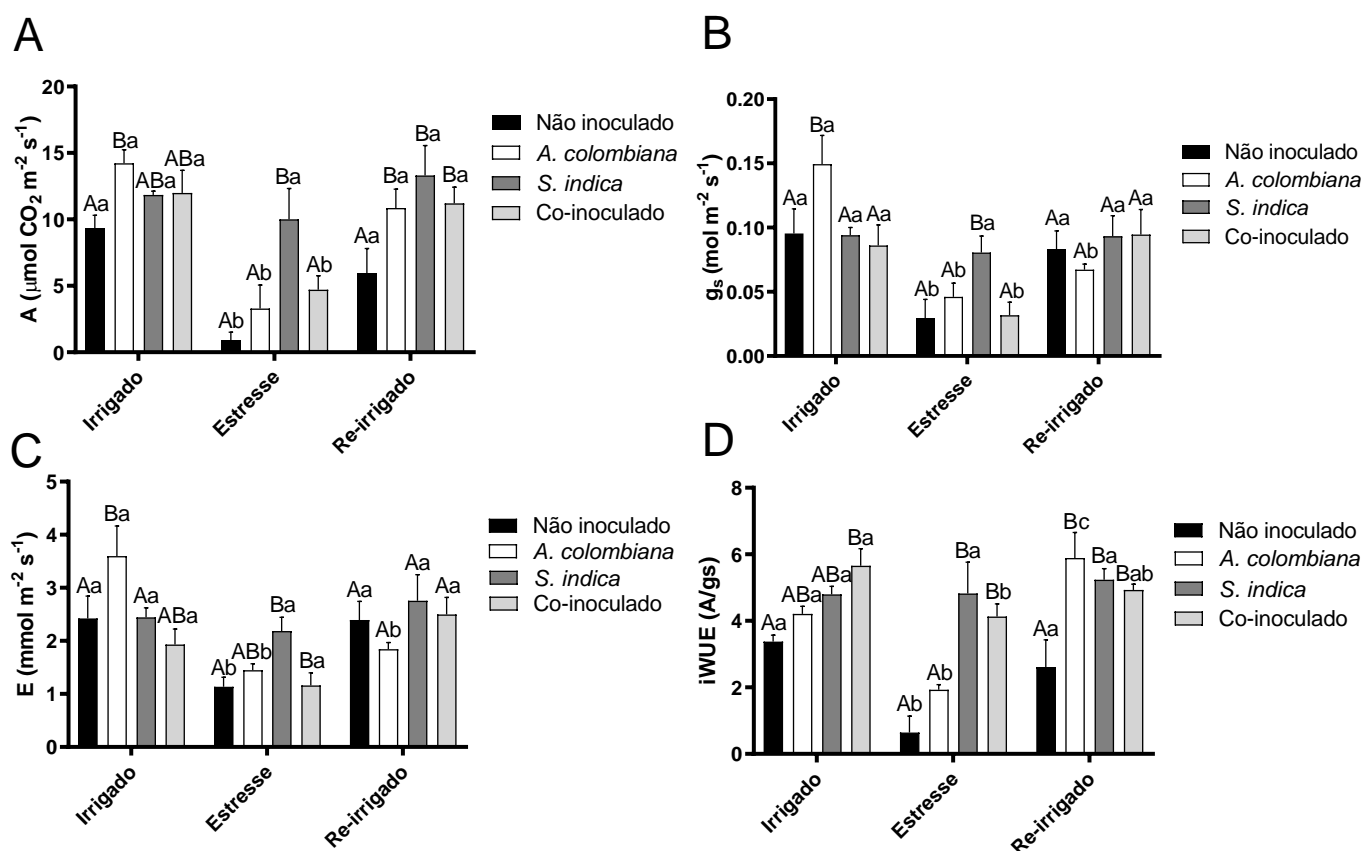 A
A (μmol CO₂ m⁻² s⁻¹)
20
15
10
5
0
Aa
Ba
ABa
ABa
Ab
Ab
Ba
Ab
Aa
Ba
Ba
Ba
Irrigado
Estresse
Re-irrigado
Não inoculado
A. colombiana
S. indica
Co-inoculado
B
gₛ (mol m⁻² s⁻¹)
0.20
0.15
0.10
0.05
0.00
Aa
Ba
Aa
Aa
Ab
Ab
Ba
Ab
Aa
Ab
Aa
Aa
Irrigado
Estresse
Re-irrigado
Não inoculado
A. colombiana
S. indica
Co-inoculado
C
E (mmol m⁻² s⁻¹)
5
4
3
2
1
0
Aa
Ba
Aa
ABa
Ab
ABb
Ba
Ba
Aa
Ab
Aa
Aa
Irrigado
Estresse
Re-irrigado
Não inoculado
A. colombiana
S. indica
Co-inoculado
D
iWUE (A/gs)
8
6
4
2
0
Aa
ABa
ABa
Ba
Ab
Ab
Ba
Bb
Aa
Bc
Ba
Bab
Irrigado
Estresse
Re-irrigado
Não inoculado
A. colombiana
S. indica
Co-inoculado